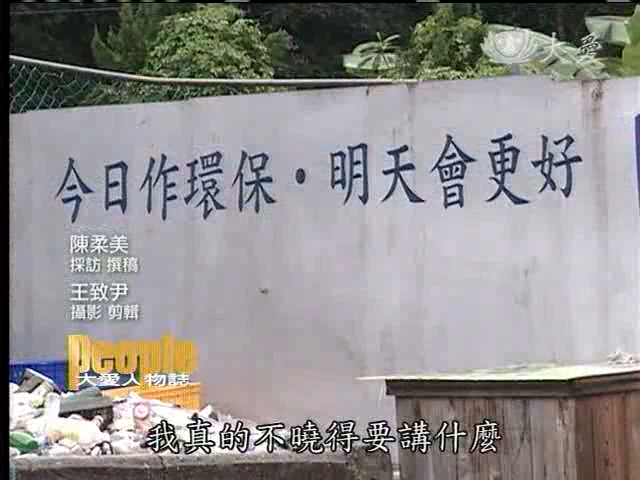 大愛
今日作環保・明天會更好
陳柔美
採訪 撰稿
王致尹
攝影 剪輯
People
大愛人物誌
我真的不曉得要講什麼